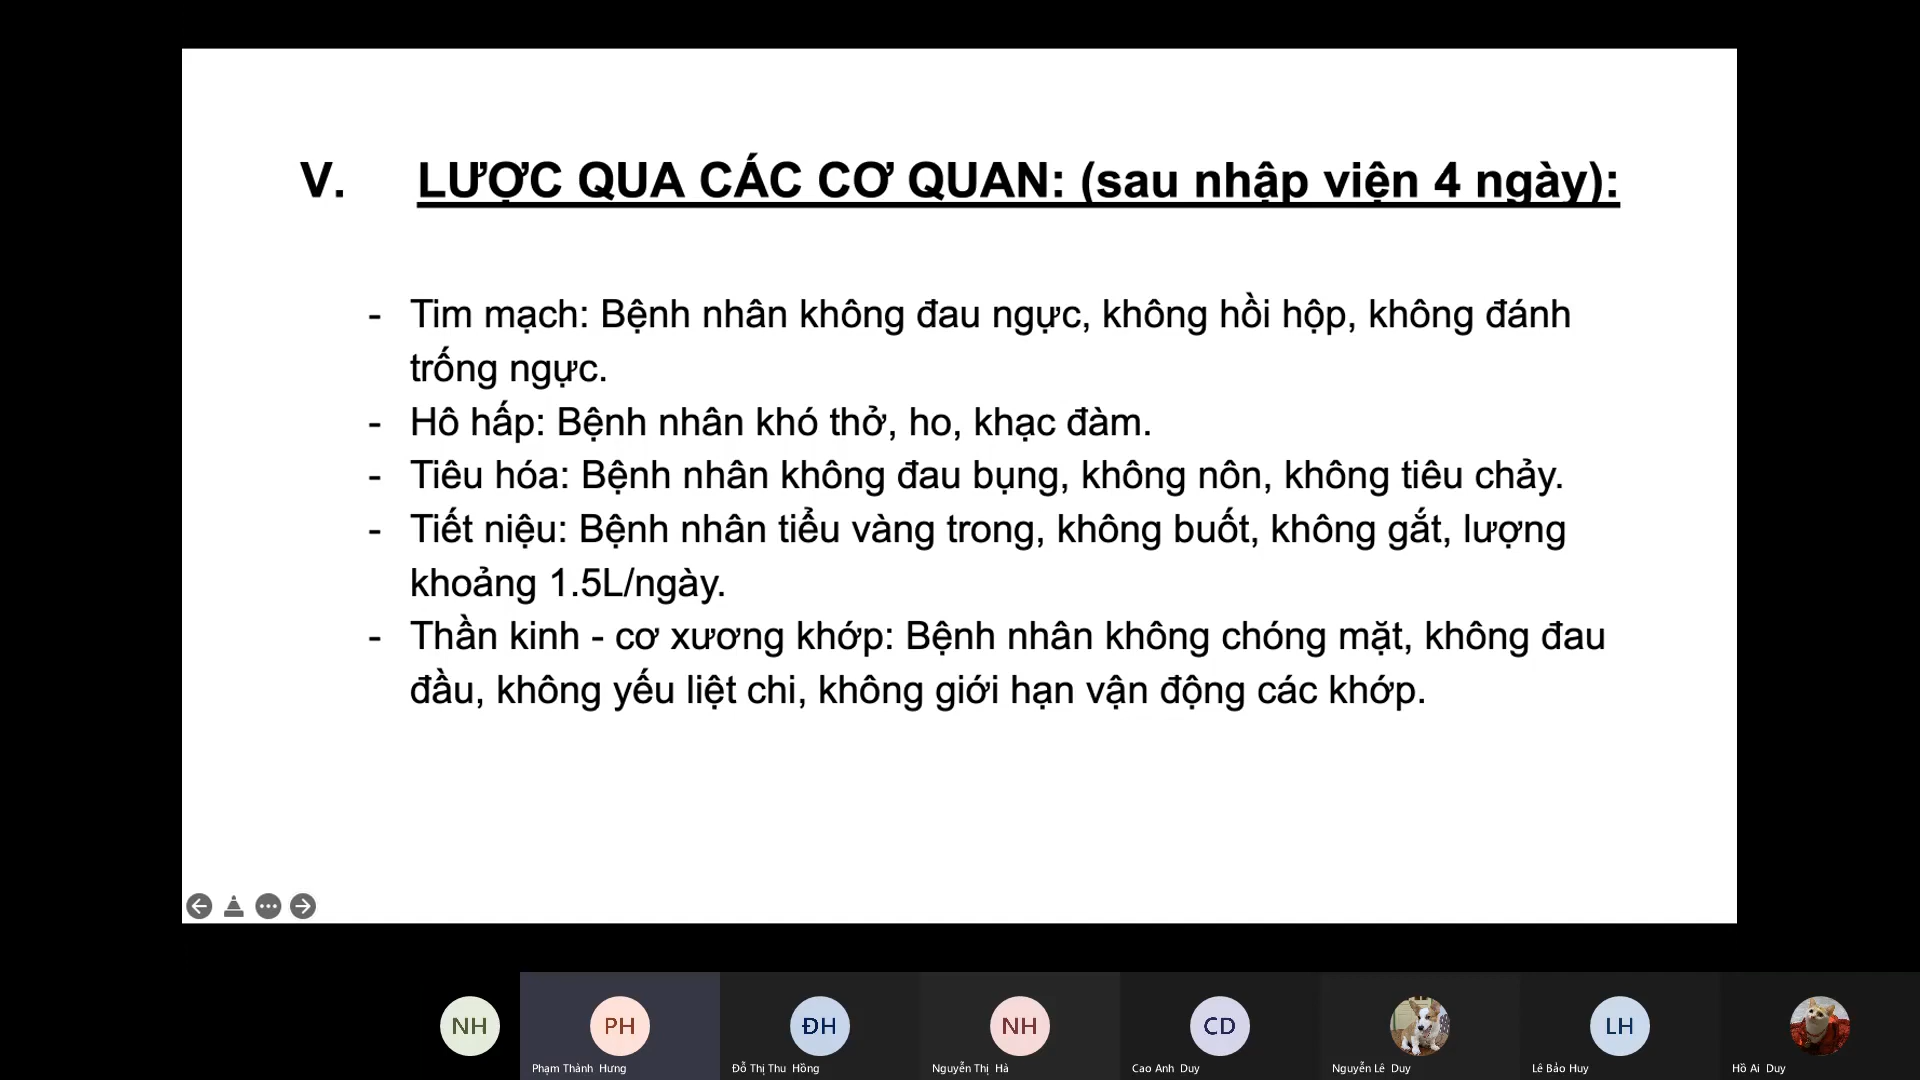 V. LƯỢC QUA CÁC CƠ QUAN: (sau nhập viện 4 ngày):
- Tim mạch: Bệnh nhân không đau ngực, không hồi hộp, không đánh
trống ngực.
- Hô hấp: Bệnh nhân khó thở, ho, khạc đàm.
- Tiêu hóa: Bệnh nhân không đau bụng, không nôn, không tiêu chảy.
- Tiết niệu: Bệnh nhân tiểu vàng trong, không buốt, không gắt, lượng
khoảng 1.5L/ngày.
- Thần kinh - cơ xương khớp: Bệnh nhân không chóng mặt, không đau
đầu, không yếu liệt chi, không giới hạn vận động các khớp.
NH PH ĐH NH CD LH
Phạm Thành Hưng Đỗ Thị Thu Hồng Nguyễn Thị Hà Cao Anh Duy Nguyễn Lê Duy Lê Bảo Huy Hồ Ai Duy